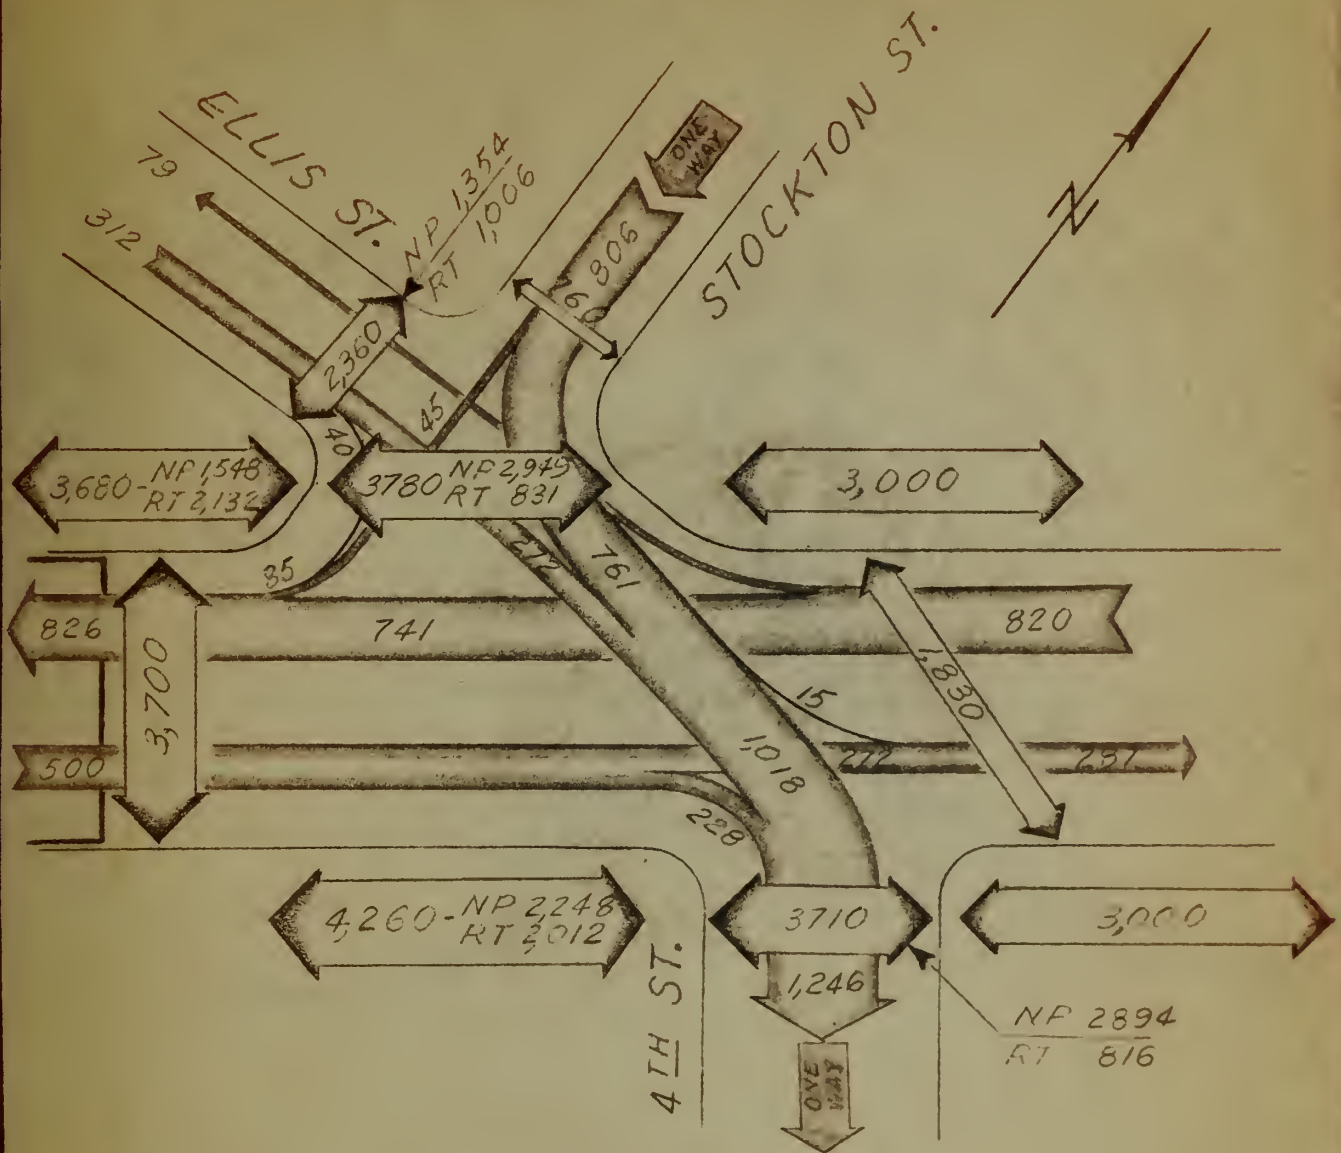 ELLIS ST.
STOCKTON ST.
ONE WAY
79
312
NP 1,354
RT 1,006
806
760
N
2,360
45
40
3,680-NP 1,548
RT 2,132
3780 NP 2,949
RT 831
3,000
35
272
761
826
741
820
3,700
1,830
15
1,018
500
272
287
228
4,260-NP 2,248
RT 2,012
3710
3,000
1,246
4TH ST.
NP 2894
RT 816
ONE WAY